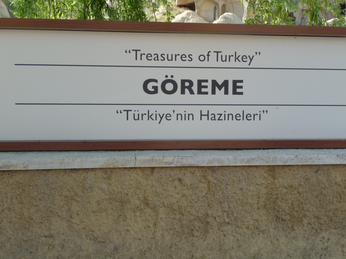 “Treasures of Turkey”
GÖREME
“Türkiye'nin Hazineleri”